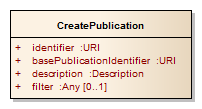 CreatePublication
+ identifier :URI
+ basePublicationIdentifier :URI
+ description :Description
+ filter :Any [0..1]